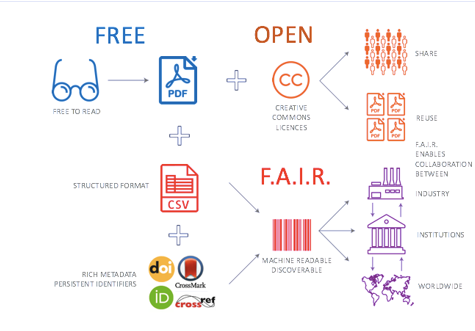 FREE
OPEN
FREE TO READ
PDF
CC
CREATIVE
COMMONS
LICENCES
SHARE
REUSE
F.A.I.R.
ENABLES
COLLABORATION
BETWEEN
STRUCTURED FORMAT
CSV
F.A.I.R.
INDUSTRY
INSTITUTIONS
MACHINE READABLE
DISCOVERABLE
RICH METADATA
PERSISTENT IDENTIFIERS
doi
CrossMark
iD
crossref
WORLDWIDE